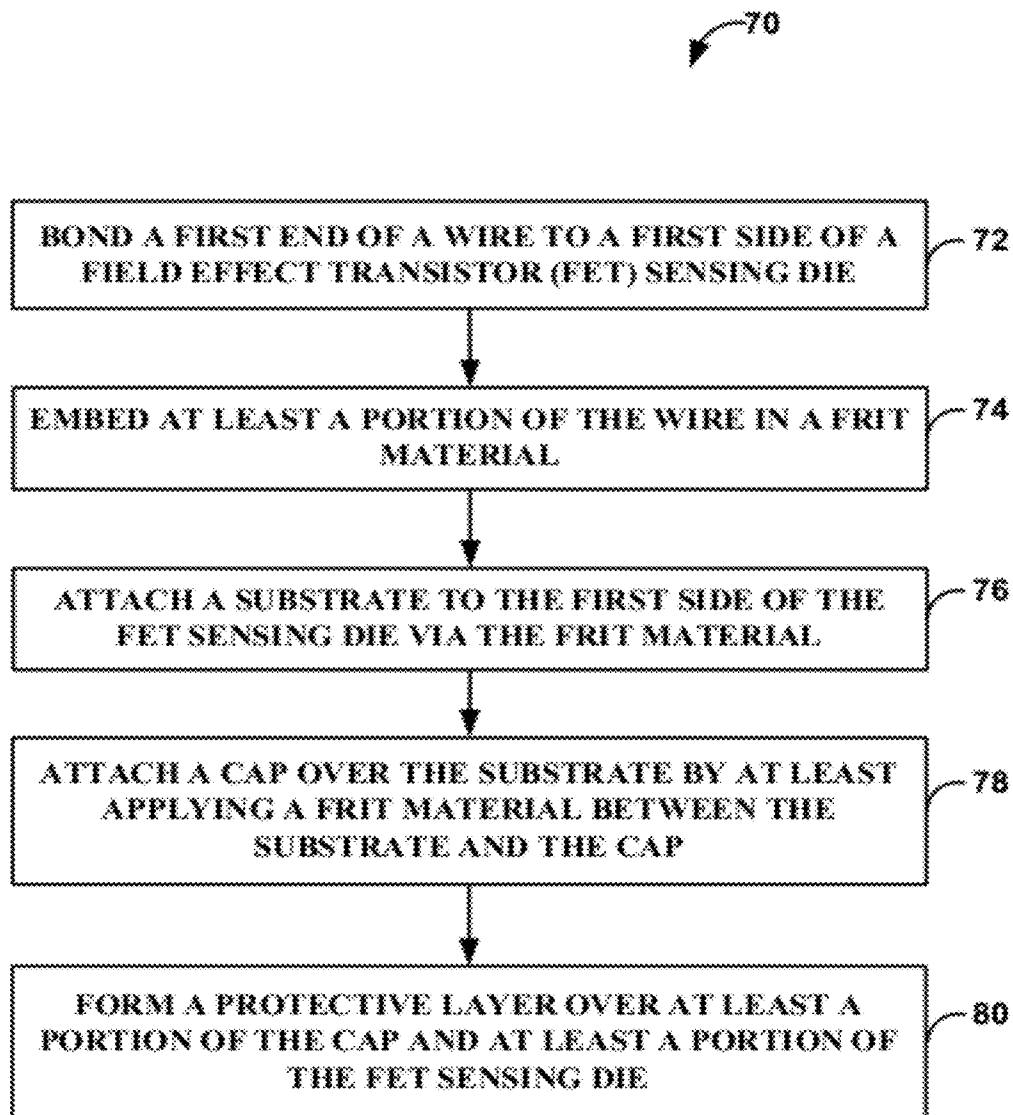 70
BOND A FIRST END OF A WIRE TO A FIRST SIDE OF A
FIELD EFFECT TRANSISTOR (FET) SENSING DIE
72
EMBED AT LEAST A PORTION OF THE WIRE IN A FRIT
MATERIAL
74
ATTACH A SUBSTRATE TO THE FIRST SIDE OF THE
FET SENSING DIE VIA THE FRIT MATERIAL
76
ATTACH A CAP OVER THE SUBSTRATE BY AT LEAST
APPLYING A FRIT MATERIAL BETWEEN THE
SUBSTRATE AND THE CAP
78
FORM A PROTECTIVE LAYER OVER AT LEAST A
PORTION OF THE CAP AND AT LEAST A PORTION OF
THE FET SENSING DIE
80